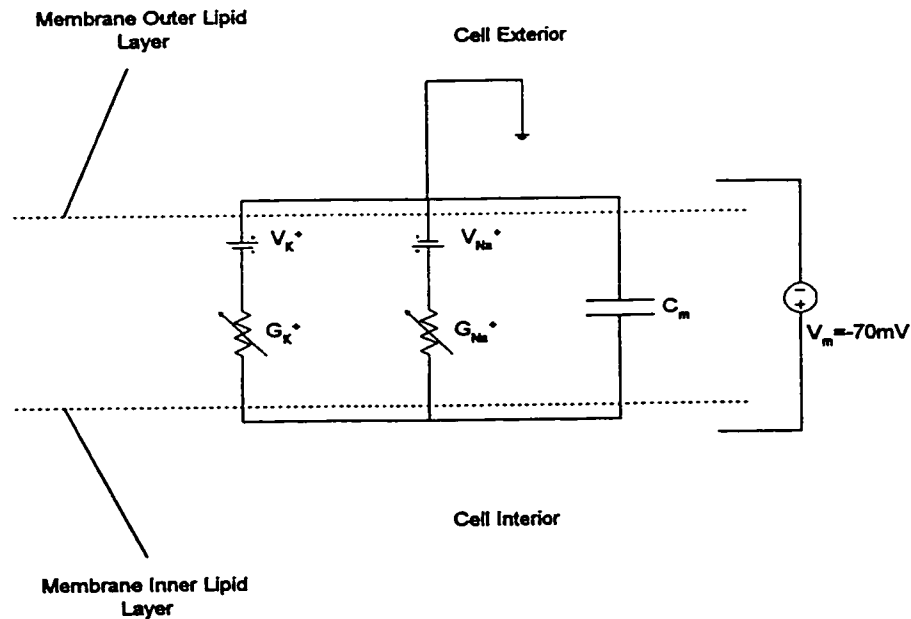 Membrane Outer Lipid
Layer
Cell Exterior
V_K^+
V_Na^+
G_K^+
G_Na^+
C_m
- +
V_m=-70mV
Cell Interior
Membrane Inner Lipid
Layer